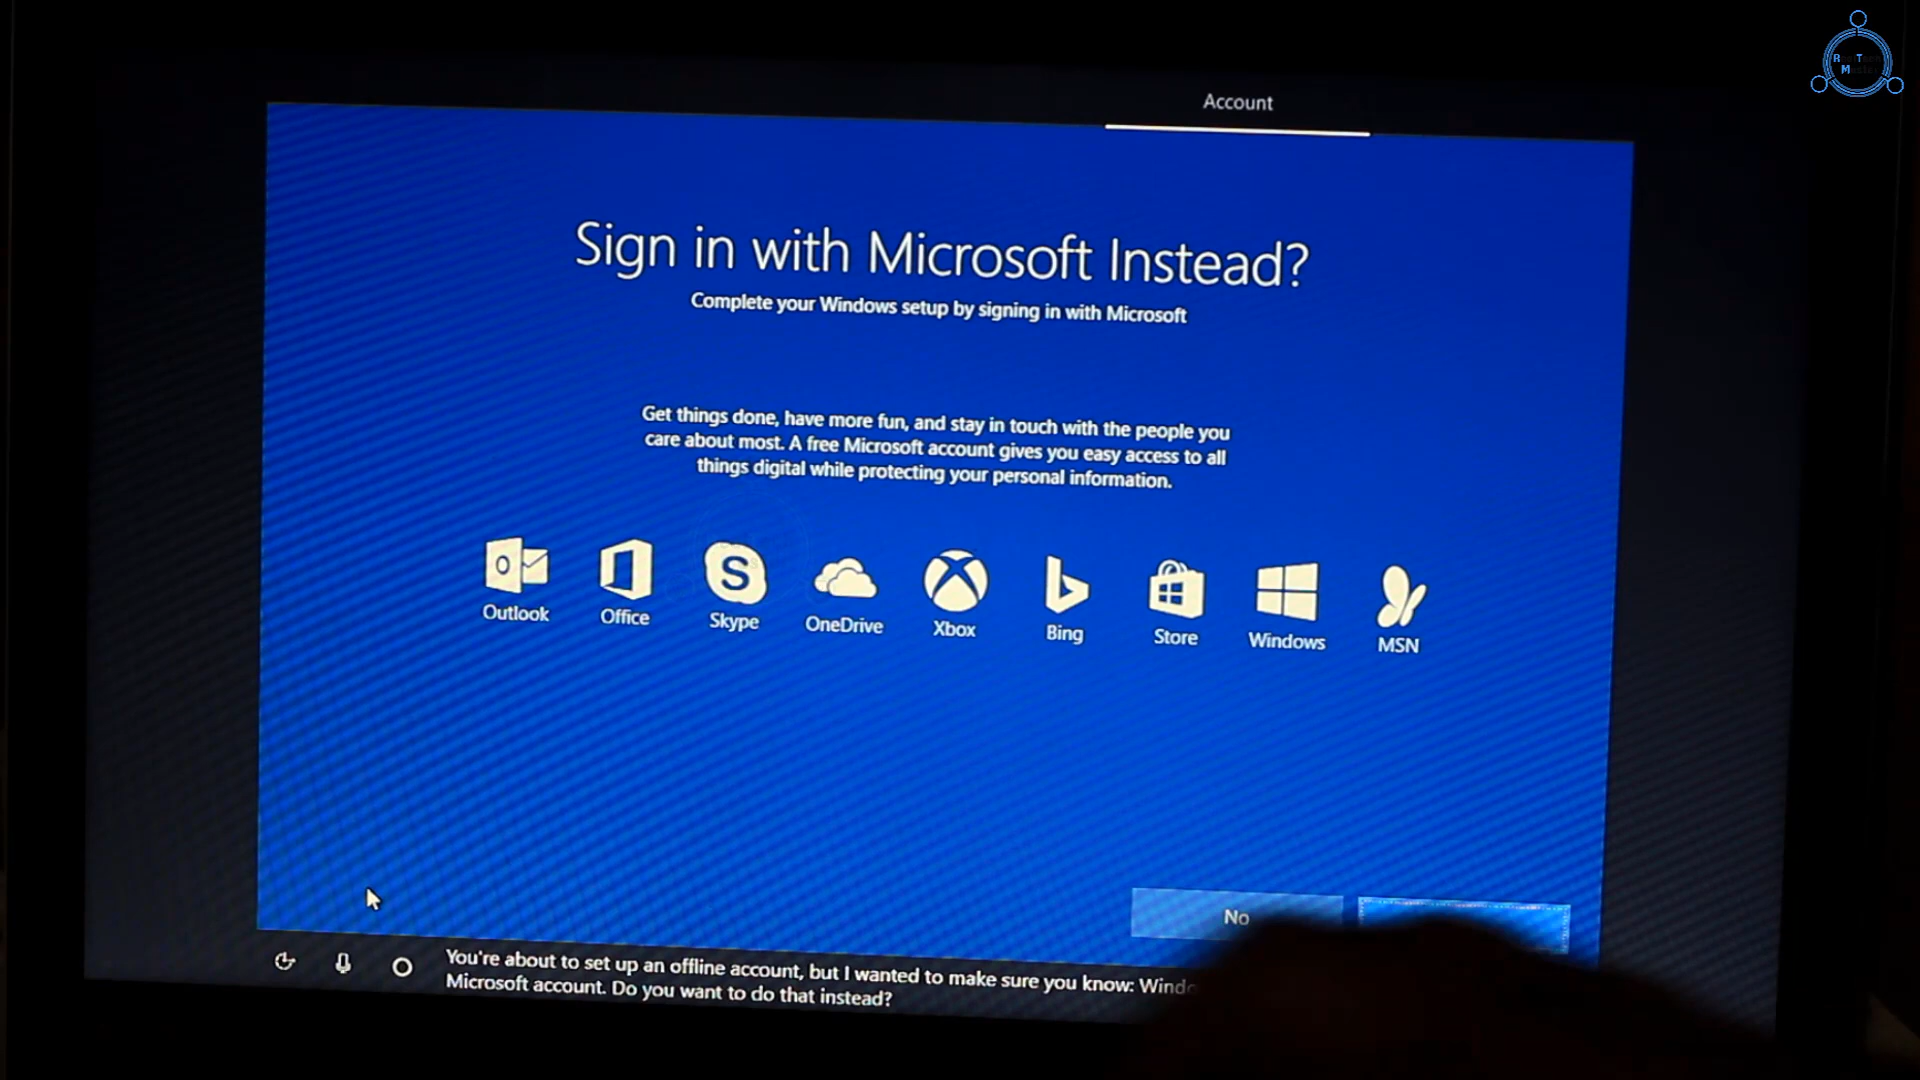 Account
Sign in with Microsoft Instead?
Complete your Windows setup by signing in with Microsoft
Get things done, have more fun, and stay in touch with the people you
care about most. A free Microsoft account gives you easy access to all
things digital while protecting your personal information.
Outlook
Office
Skype
OneDrive
Xbox
Bing
Store
Windows
MSN
No
You're about to set up an offline account, but I wanted to make sure you know:
Microsoft account. Do you want to do that instead?